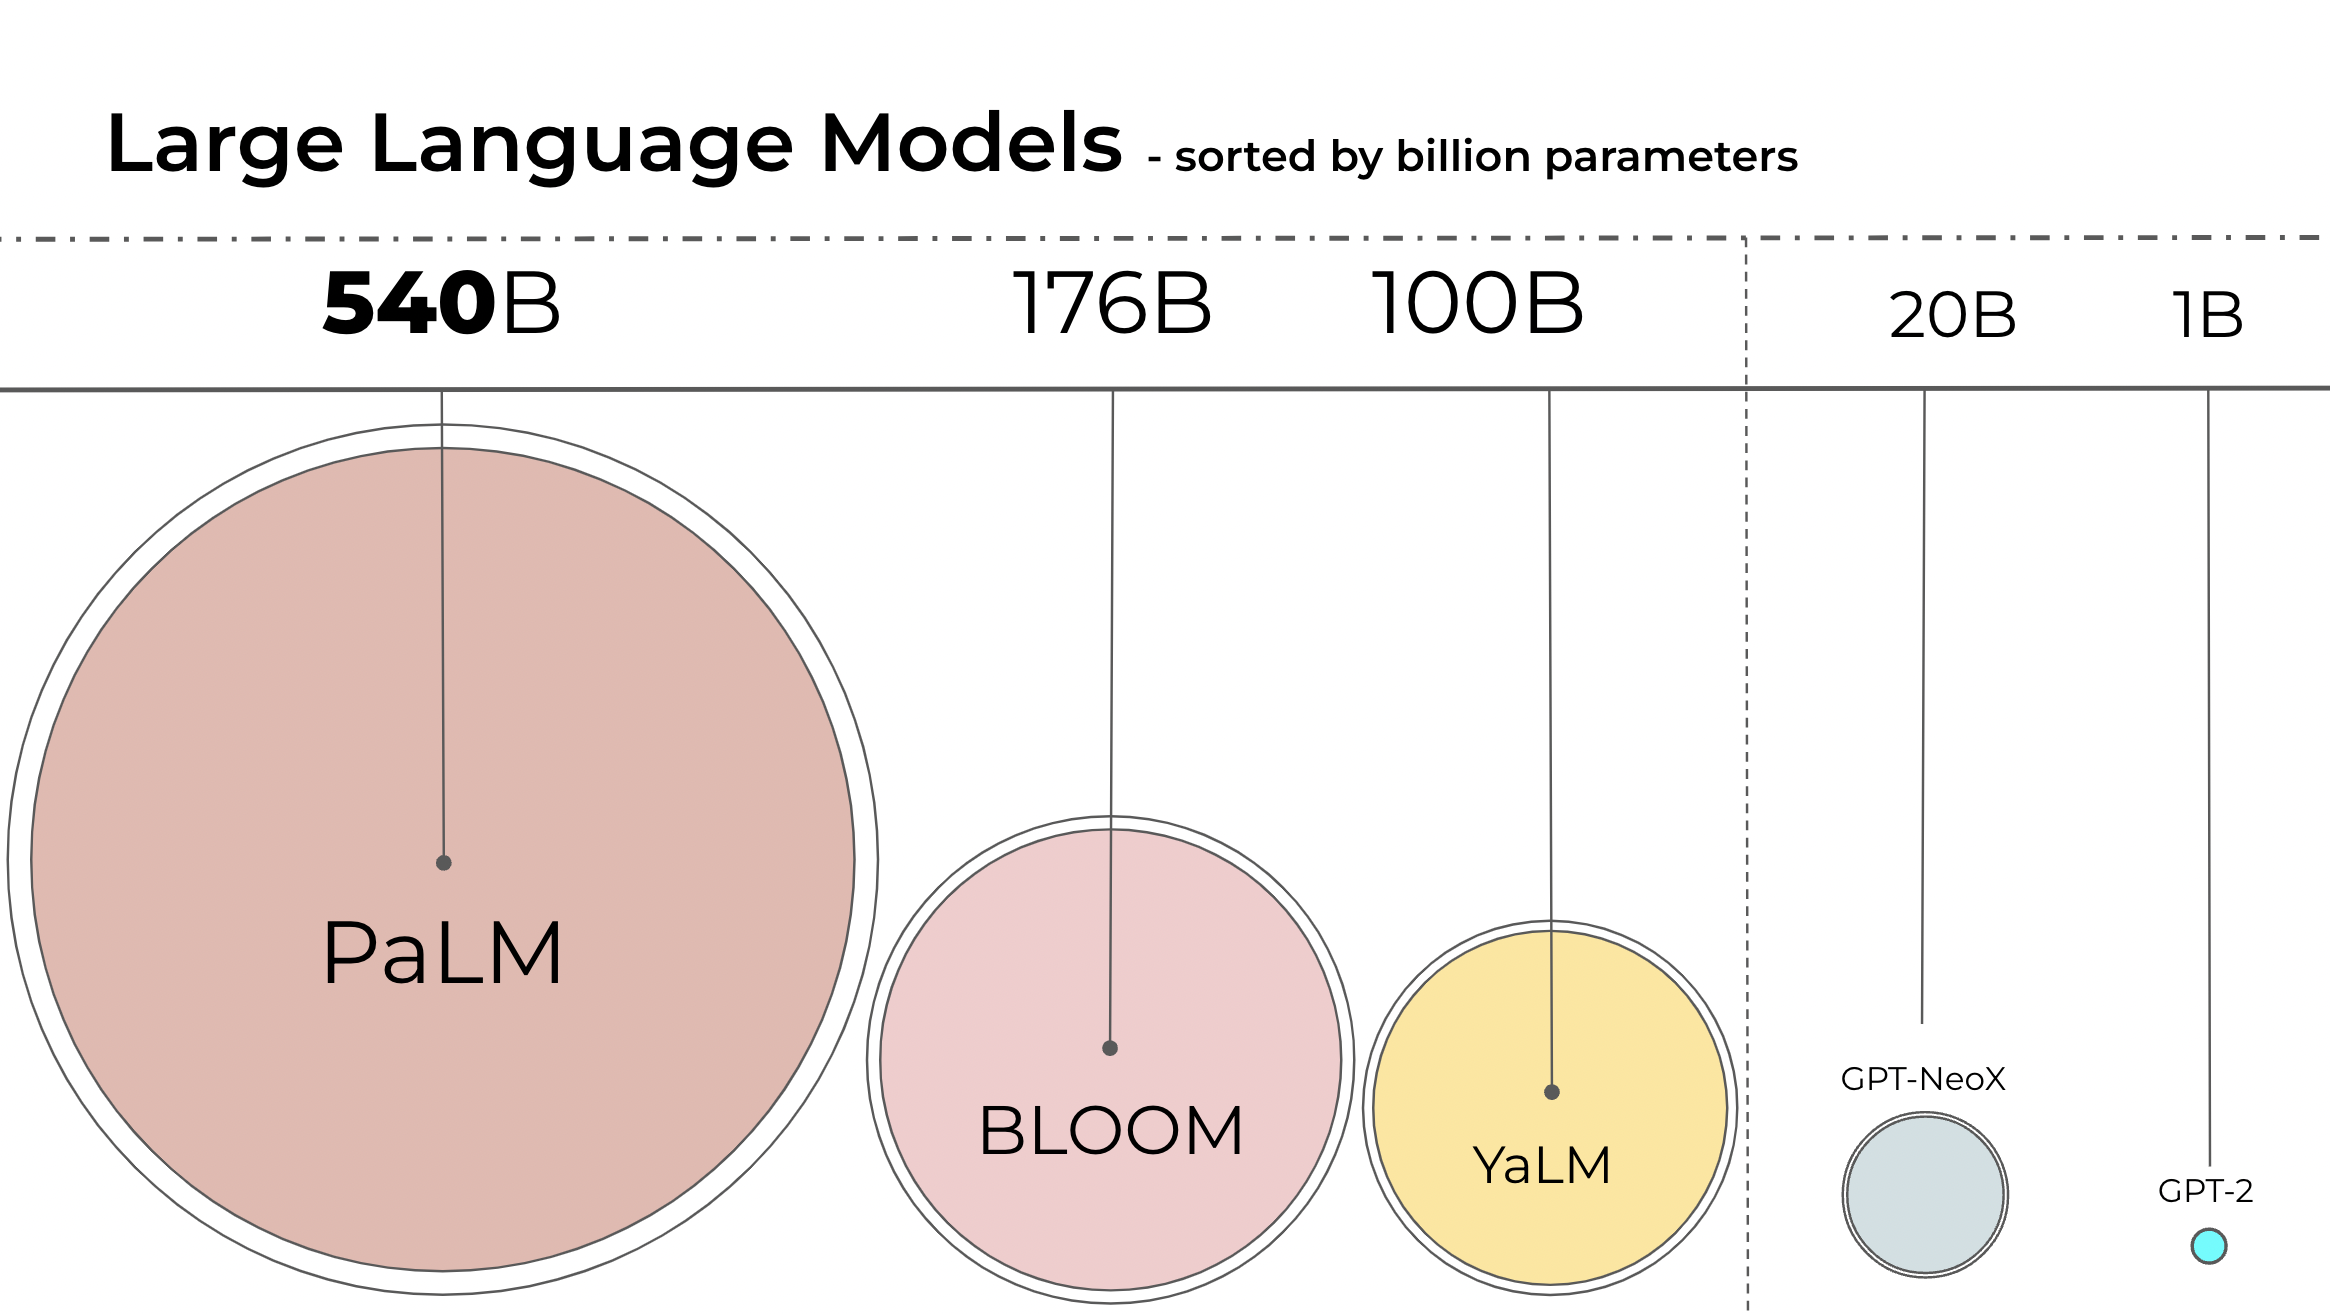 Large Language Models - sorted by billion parameters
540B 176B 100B 20B 1B
PaLM
BLOOM
YaLM
GPT-NeoX
GPT-2